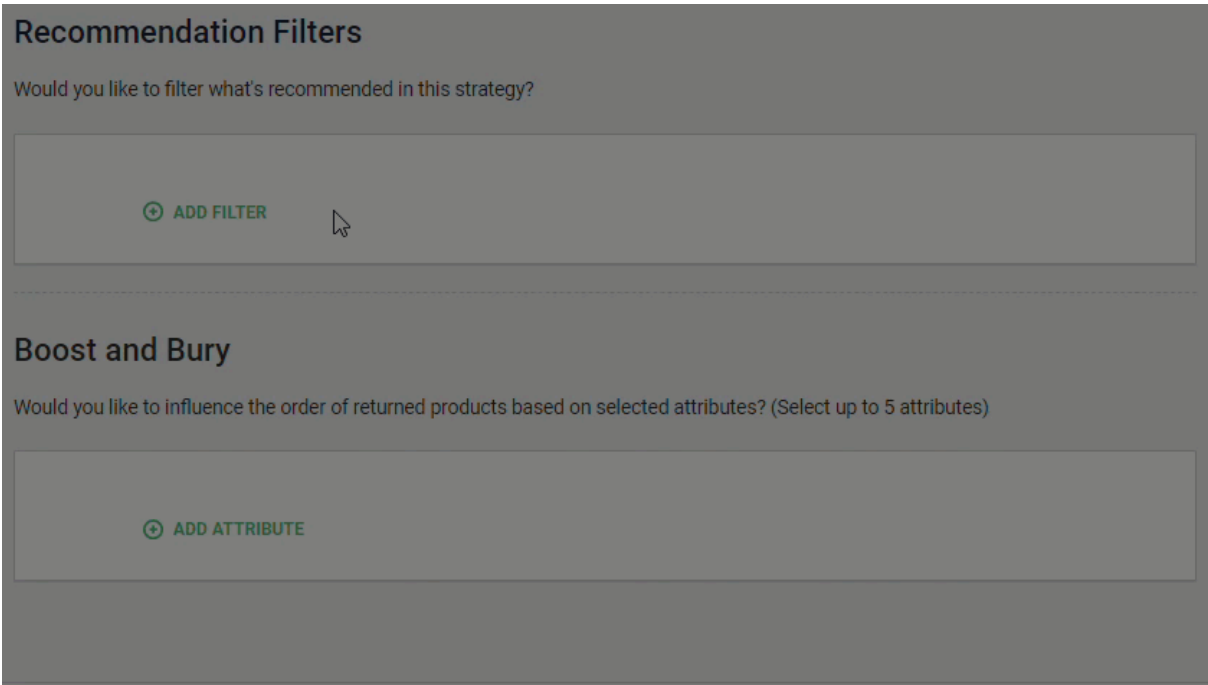 Recommendation Filters
Would you like to filter what's recommended in this strategy?
ADD FILTER
Boost and Bury
Would you like to influence the order of returned products based on selected attributes? (Select up to 5 attributes)
ADD ATTRIBUTE